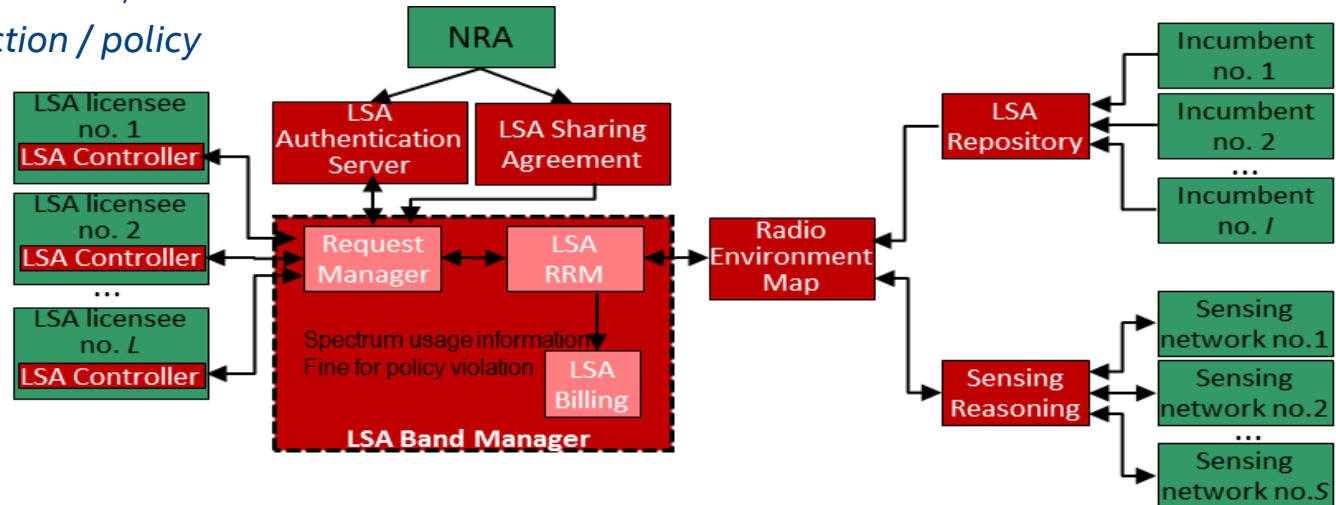 ction / policy
NRA
LSA licensee
no. 1
LSA Controller
LSA licensee
no. 2
LSA Controller
...
LSA licensee
no. L
LSA Controller
LSA
Authentication
Server
LSA Sharing
Agreement
Request
Manager
LSA
RRM
Spectrum usage information
Fine for policy violation
LSA
Billing
LSA Band Manager
Radio
Environment
Map
LSA
Repository
Sensing
Reasoning
Incumbent
no. 1
Incumbent
no. 2
...
Incumbent
no. I
Sensing
network no.1
Sensing
network no.2
...
Sensing
network no.S